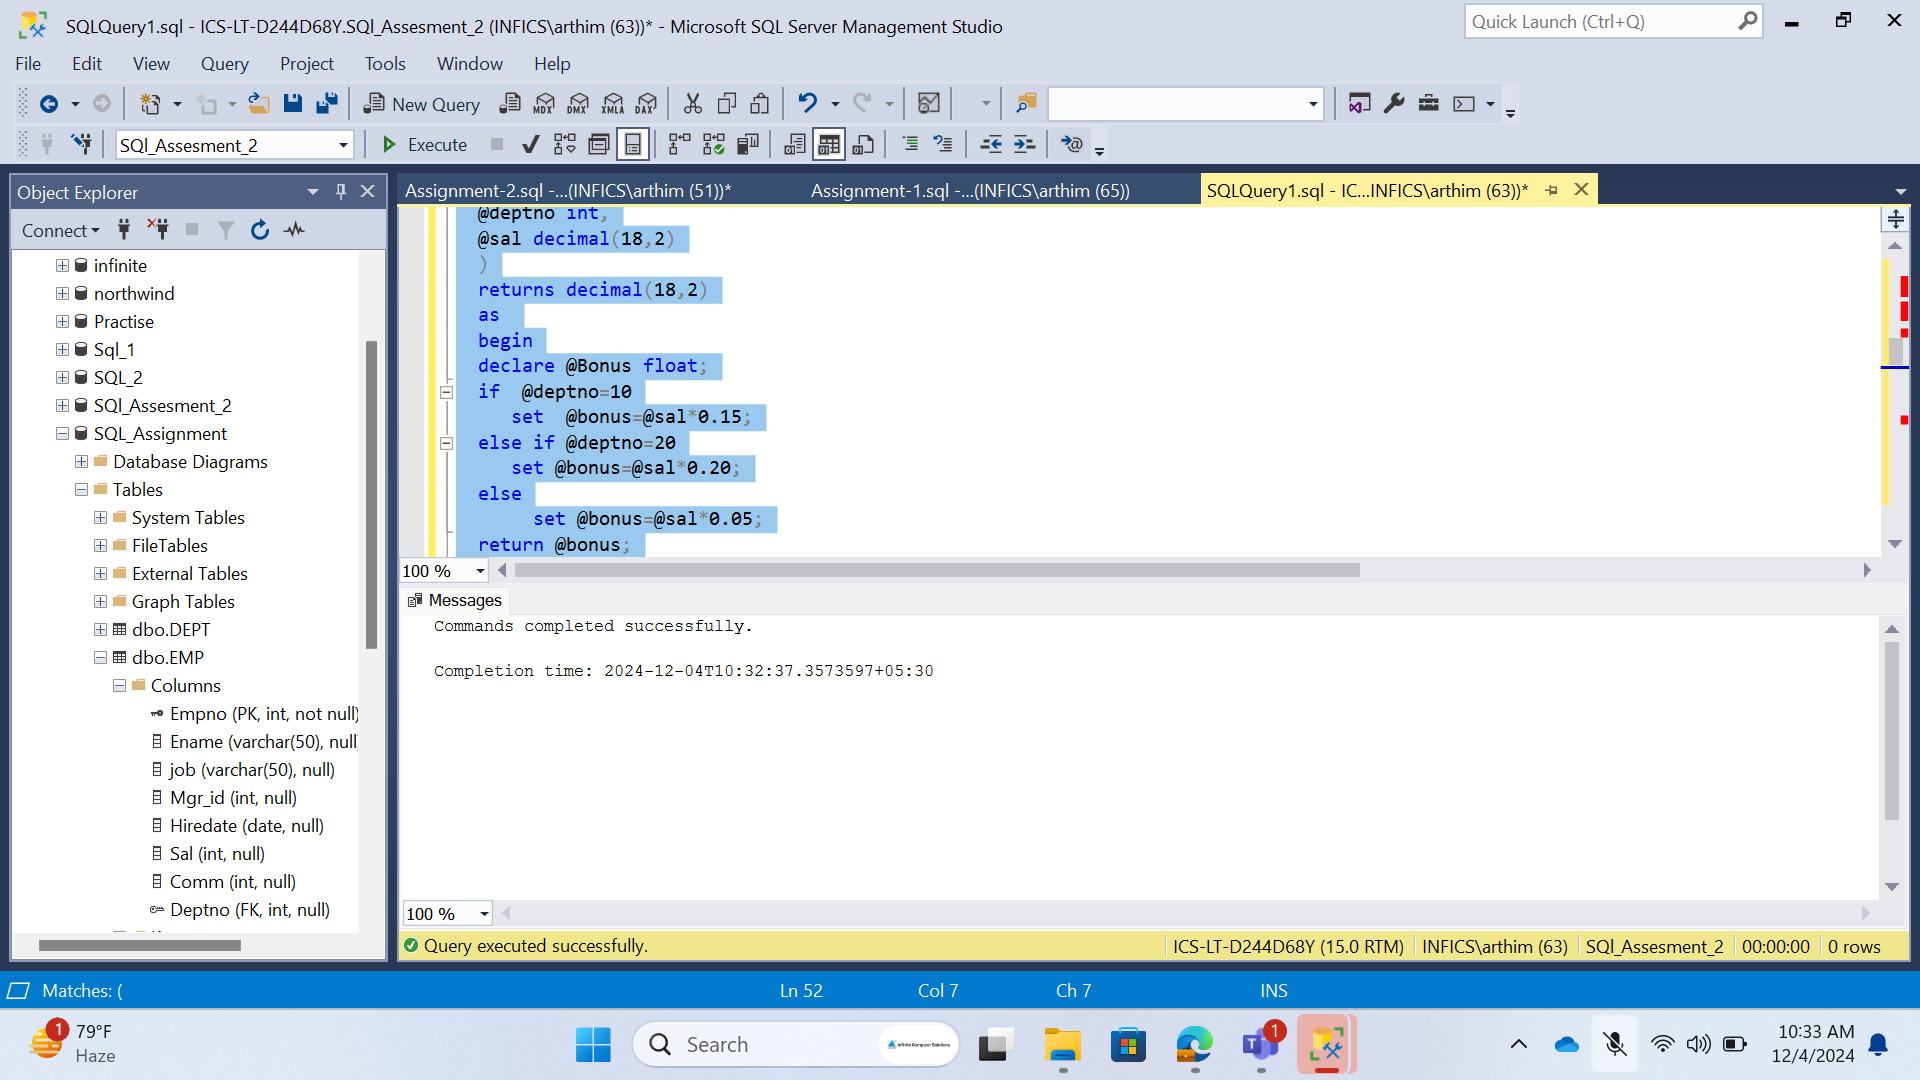 SQLQuery1.sql - ICS-LT-D244D68Y.SQl_Assesment_2 (INFICS\arthim (63))* - Microsoft SQL Server Management Studio
Quick Launch (Ctrl+Q)
File Edit View Query Project Tools Window Help
New Query MDX DMX XMLA DAX
SQl_Assesment_2 Execute
Object Explorer
Connect
infinite
northwind
Practise
Sql_1
SQL_2
SQl_Assesment_2
SQL_Assignment
Database Diagrams
Tables
System Tables
FileTables
External Tables
Graph Tables
dbo.DEPT
dbo.EMP
Columns
Empno (PK, int, not null)
Ename (varchar(50), null
job (varchar(50), null)
Mgr_id (int, null)
Hiredate (date, null)
Sal (int, null)
Comm (int, null)
Deptno (FK, int, null)
Assignment-2.sql -...(INFICS\arthim (51))* Assignment-1.sql -...(INFICS\arthim (65)) SQLQuery1.sql - IC...INFICS\arthim (63))*
@deptno int,
@sal decimal(18,2)
)
returns decimal(18,2)
as
begin
declare @Bonus float;
if @deptno=10
set @bonus=@sal*0.15;
else if @deptno=20
set @bonus=@sal*0.20;
else
set @bonus=@sal*0.05;
return @bonus;
100 %
Messages
Commands completed successfully.
Completion time: 2024-12-04T10:32:37.3573597+05:30
100 %
Query executed successfully. ICS-LT-D244D68Y (15.0 RTM) INFICS\arthim (63) SQl_Assesment_2 00:00:00 0 rows
Matches: ( Ln 52 Col 7 Ch 7 INS
1
79°F
Haze
Search
Infinite Computer Solutions
1
10:33 AM
12/4/2024